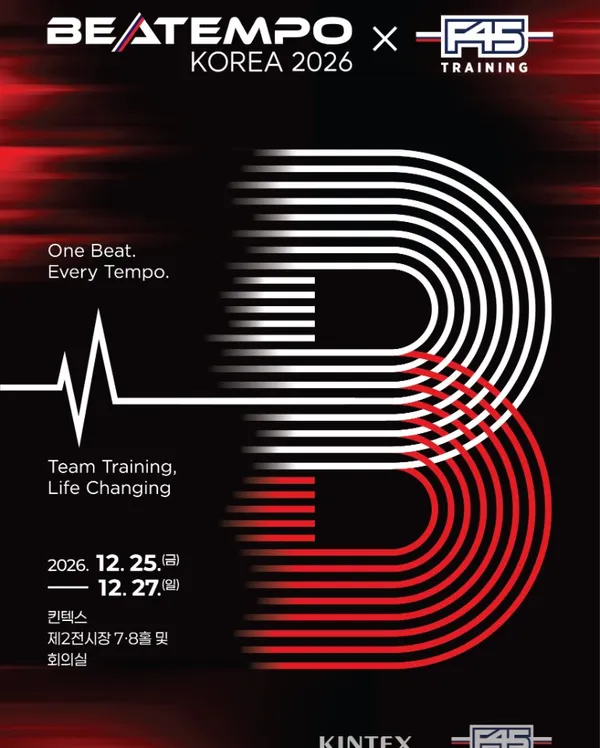 BEATEMPO
KOREA 2026
×
F45
TRAINING
One Beat.
Every Tempo.
Team Training,
Life Changing
2026. 12. 25.(금)
12. 27.(일)
킨텍스
제2전시장 7·8홀 및
회의실
KINTEX
F45